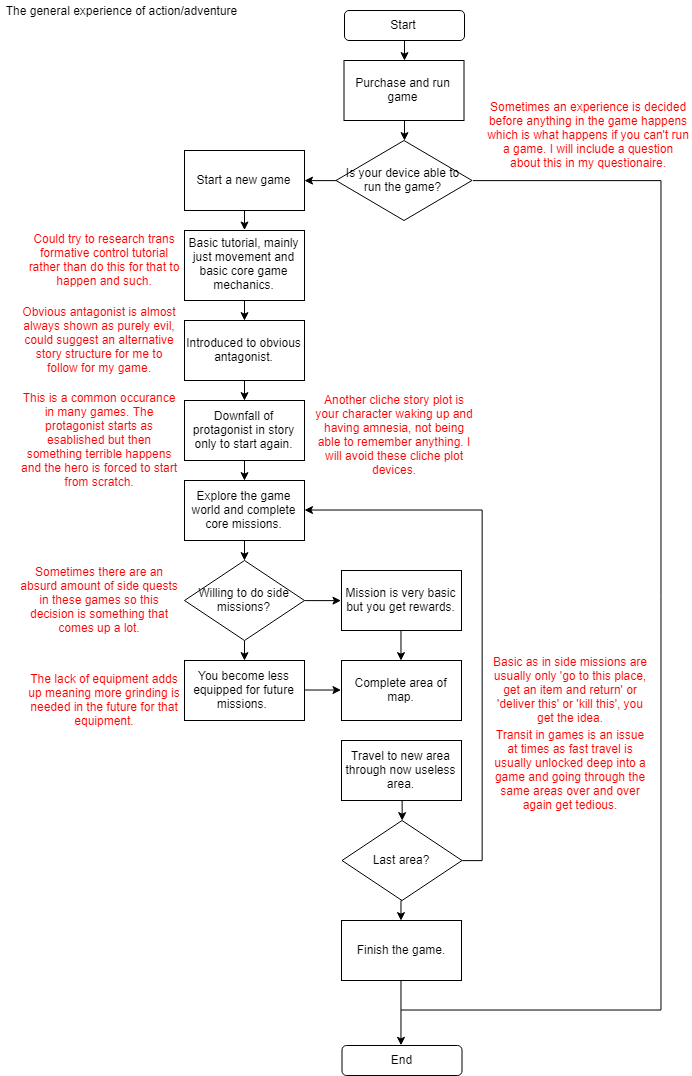 The general experience of action/adventure
Start
Purchase and run
game
Sometimes an experience is decided
before anything in the game happens
which is what happens if you can't run
a game. I will include a question
about this in my questionaire.
Is your device able to
run the game?
Start a new game
Could try to research trans
formative control tutorial
rather than do this for that to
happen and such.
Basic tutorial, mainly
just movement and
basic core game
mechanics.
Obvious antagonist is almost
always shown as purely evil,
could suggest an alternative
story structure for me to
follow for my game.
Introduced to obvious
antagonist.
This is a common occurance
in many games. The
protagonist starts as
esablished but then
something terrible happens
and the hero is forced to start
from scratch.
Downfall of
protagonist in story
only to start again.
Another cliche story plot is
your character waking up and
having amnesia, not being
able to remember anything. I
will avoid these cliche plot
devices.
Explore the game
world and complete
core missions.
Sometimes there are an
absurd amount of side quests
in these games so this
decision is something that
comes up a lot.
Willing to do side
missions?
Mission is very basic
but you get rewards.
The lack of equipment adds
up meaning more grinding is
needed in the future for that
equipment.
You become less
equipped for future
missions.
Complete area of
map.
Basic as in side missions are
usually only 'go to this place,
get an item and return' or
'deliver this' or 'kill this', you
get the idea.
Transit in games is an issue
at times as fast travel is
usually unlocked deep into a
game and going through the
same areas over and over
again get tedious.
Travel to new area
through now useless
area.
Last area?
Finish the game.
End